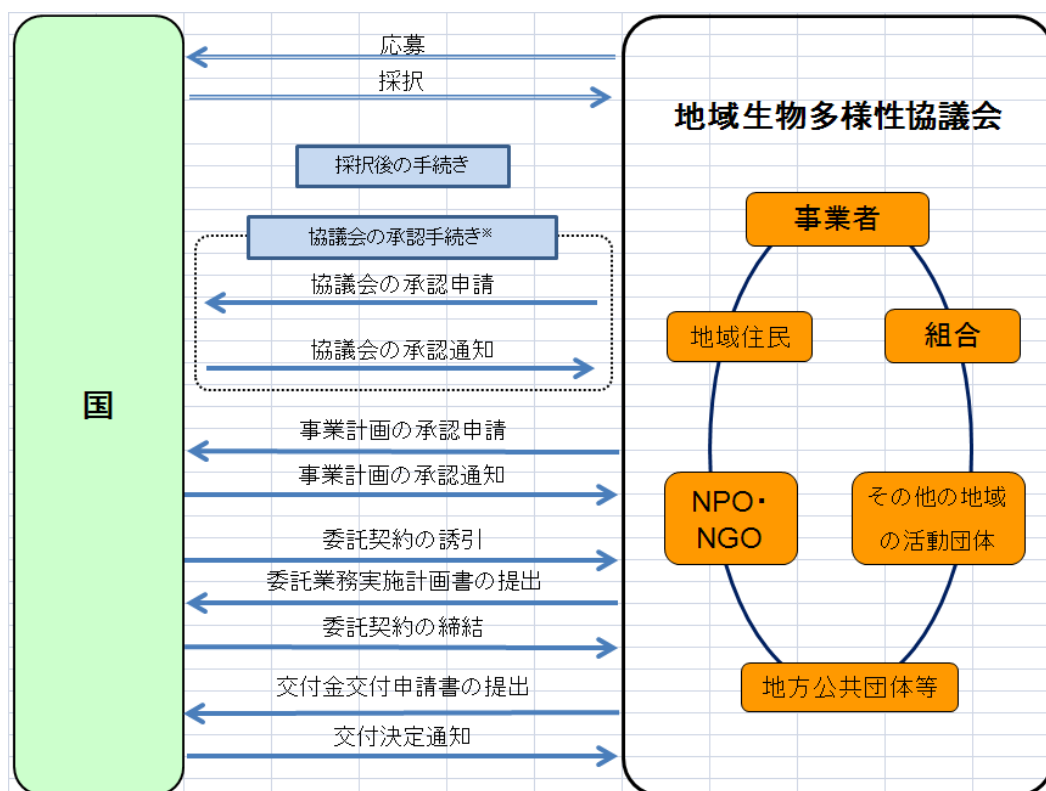 国
応募
採択
採択後の手続き
協議会の承認手続き※
協議会の承認申請
協議会の承認通知
事業計画の承認申請
事業計画の承認通知
委託契約の誘引
委託業務実施計画書の提出
委託契約の締結
交付金交付申請書の提出
交付決定通知
地域生物多様性協議会
事業者
地域住民
組合
NPO・
NGO
その他の地域
の活動団体
地方公共団体等